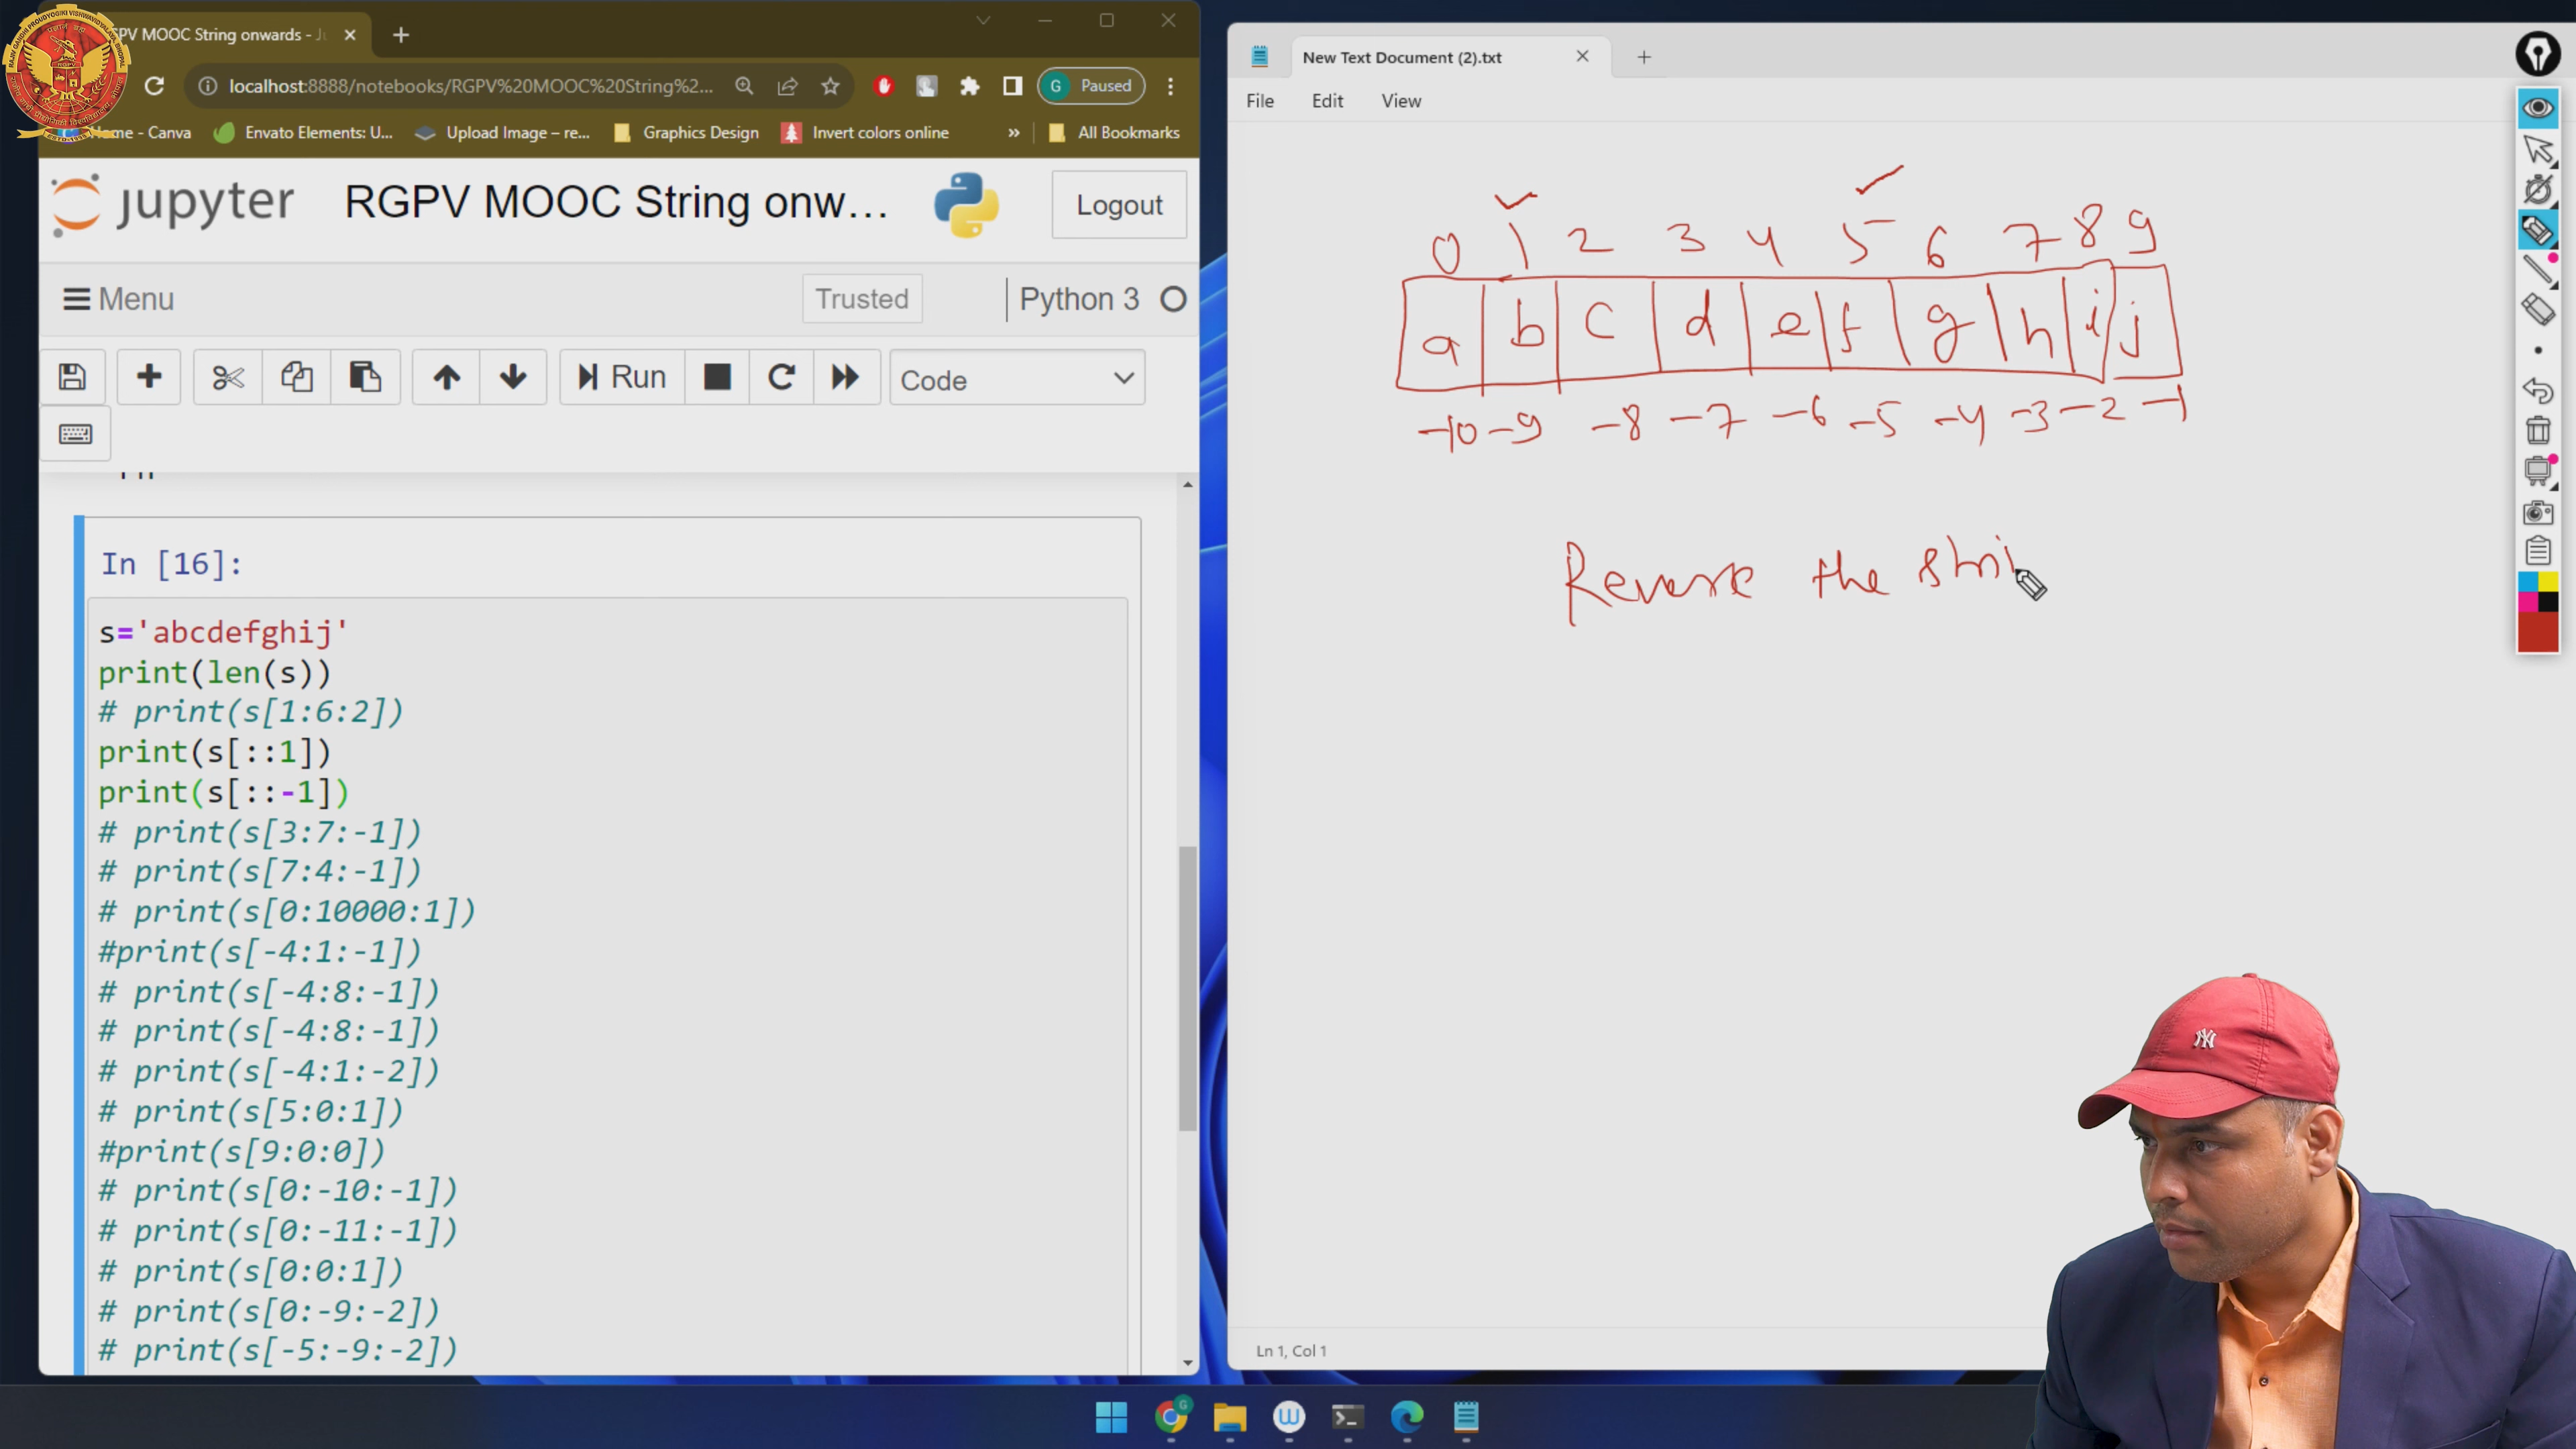 PV MOOC String onwards - Ju
localhost:8888/notebooks/RGPV%20MOOC%20String%2...
G Paused
Home - Canva
Envato Elements: U...
Upload Image – re...
Graphics Design
Invert colors online
»
All Bookmarks
jupyter
RGPV MOOC String onw...
Logout
Menu
Trusted
Python 3
Run
Code
In [16]:
s='abcdefghij'
print(len(s))
# print(s[1:6:2])
print(s[::1])
print(s[::-1])
# print(s[3:7:-1])
# print(s[7:4:-1])
# print(s[0:10000:1])
#print(s[-4:1:-1])
# print(s[-4:8:-1])
# print(s[-4:8:-1])
# print(s[-4:1:-2])
# print(s[5:0:1])
#print(s[9:0:0])
# print(s[0:-10:-1])
# print(s[0:-11:-1])
# print(s[0:0:1])
# print(s[0:-9:-2])
# print(s[-5:-9:-2])
New Text Document (2).txt
File Edit View
0 1 2 3 4 5 6 7 8 9
a b c d e f g h i j
-10 -9 -8 -7 -6 -5 -4 -3 -2 -1
Reverse the stri
Ln 1, Col 1